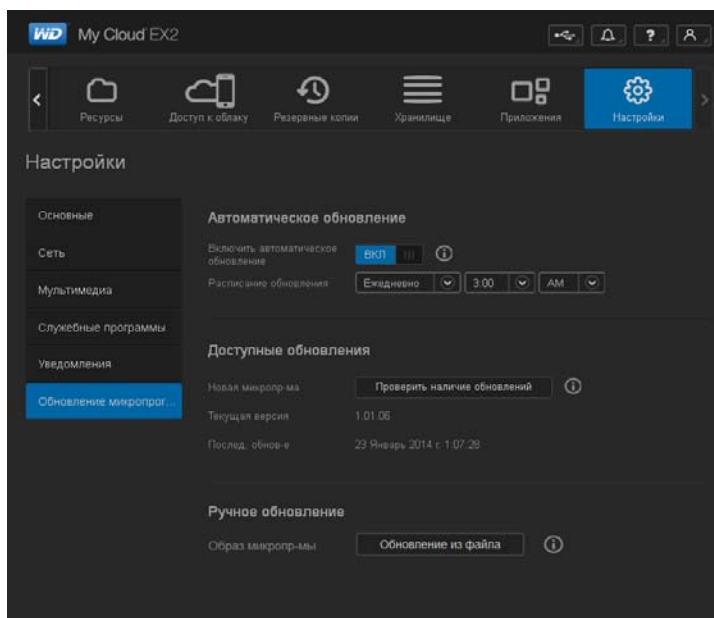 WD My Cloud EX2
?
Ресурсы Доступ к облаку Резервные копии Хранилище Приложения Настройки
Настройки
Основные
Сеть
Мультимедиа
Служебные программы
Уведомления
Обновление микропрог...
Автоматическое обновление
Включить автоматическое
обновление
ВКЛ
Расписание обновления Ежедневно 3:00 AM
Доступные обновления
Новая микропр-ма Проверить наличие обновлений
Текущая версия 1.01.06
Послед. обнов-е 23 Январь 2014 г. 1:07:28
Ручное обновление
Образ микропр-мы Обновление из файла